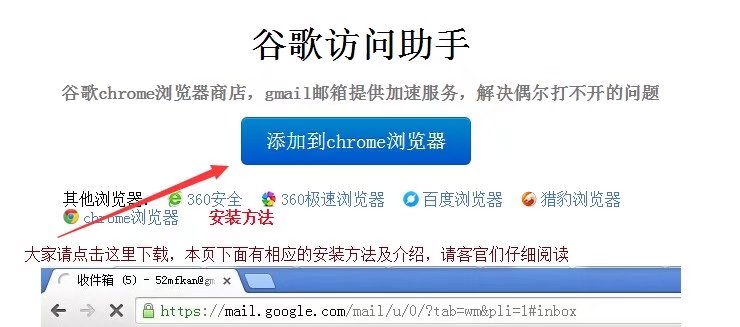 谷歌访问助手
谷歌chrome浏览器商店，gmail邮箱提供加速服务，解决偶尔打不开的问题
添加到chrome浏览器
其他浏览器： 360安全 360极速浏览器 百度浏览器 猎豹浏览器
chrome浏览器 安装方法
大家请点击这里下载，本页下面有相应的安装方法及介绍，请客官们仔细阅读
收件箱 (5) - 52mfkan@gm
https://mail.google.com/mail/u/0/?tab=wm&pli=1#inbox